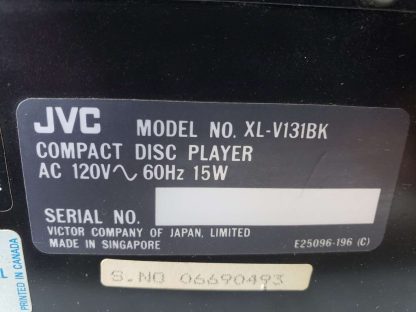 JVC MODEL NO. XL-V131BK
COMPACT DISC PLAYER
AC 120V～ 60Hz 15W
SERIAL NO.
VICTOR COMPANY OF JAPAN, LIMITED
MADE IN SINGAPORE E25096-196 (C)
S.NO 06690493
PRINTED IN CANADA